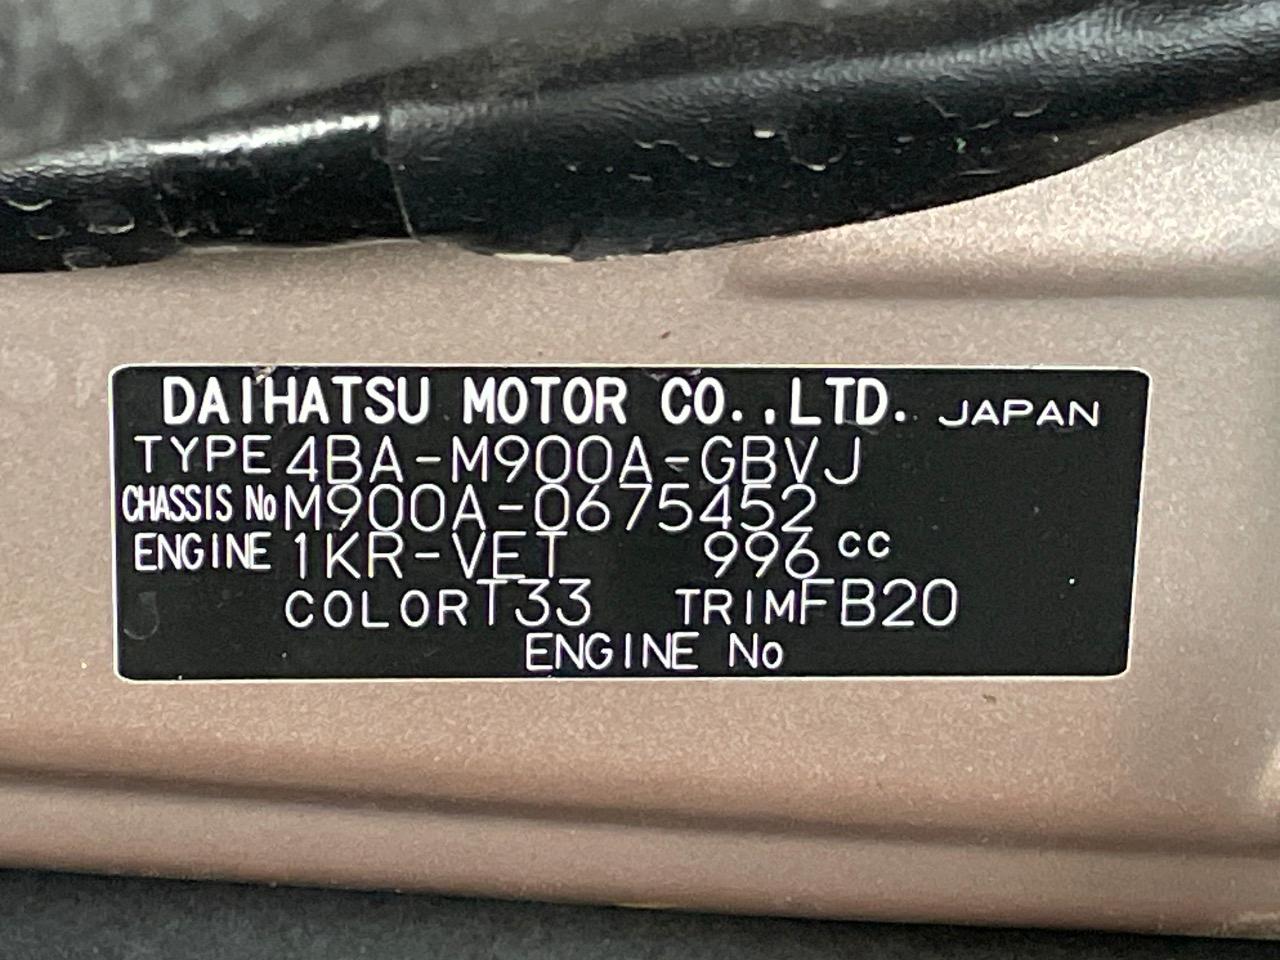 DAIHATSU MOTOR CO.,LTD. JAPAN
TYPE 4BA-M900A-GBVJ
CHASSIS No M900A-0675452
ENGINE 1KR-VET 996 cc
COLOR T33 TRIM FB20
ENGINE No